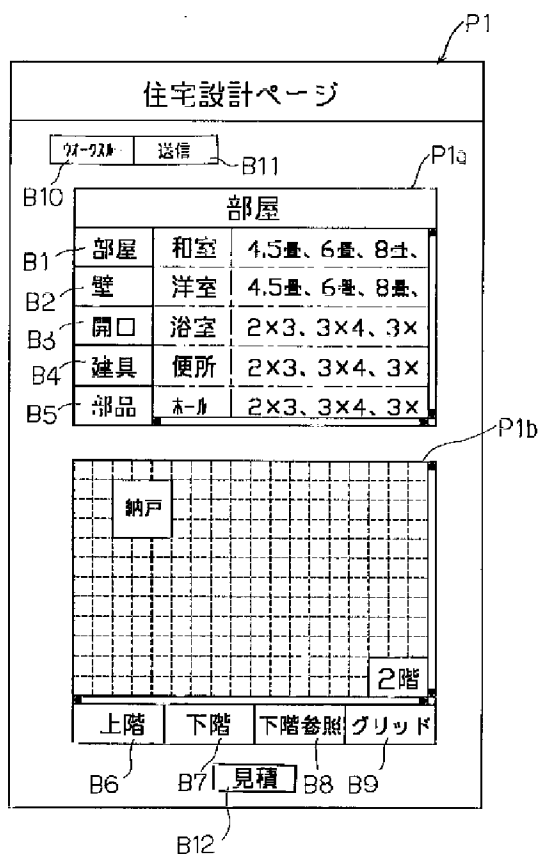 P1
住宅設計ページ
ウオークスルー 送信
B10 B11 P1a
部屋
B1 部屋 和室 4.5畳、6畳、8畳、
B2 壁 洋室 4.5畳、6畳、8畳、
B3 開口 浴室 2×3、3×4、3×
B4 建具 便所 2×3、3×4、3×
B5 部品 ホール 2×3、3×4、3×
P1b
納戸
2階
上階 下階 下階参照 グリッド
B6 B7 見積 B8 B9
B12